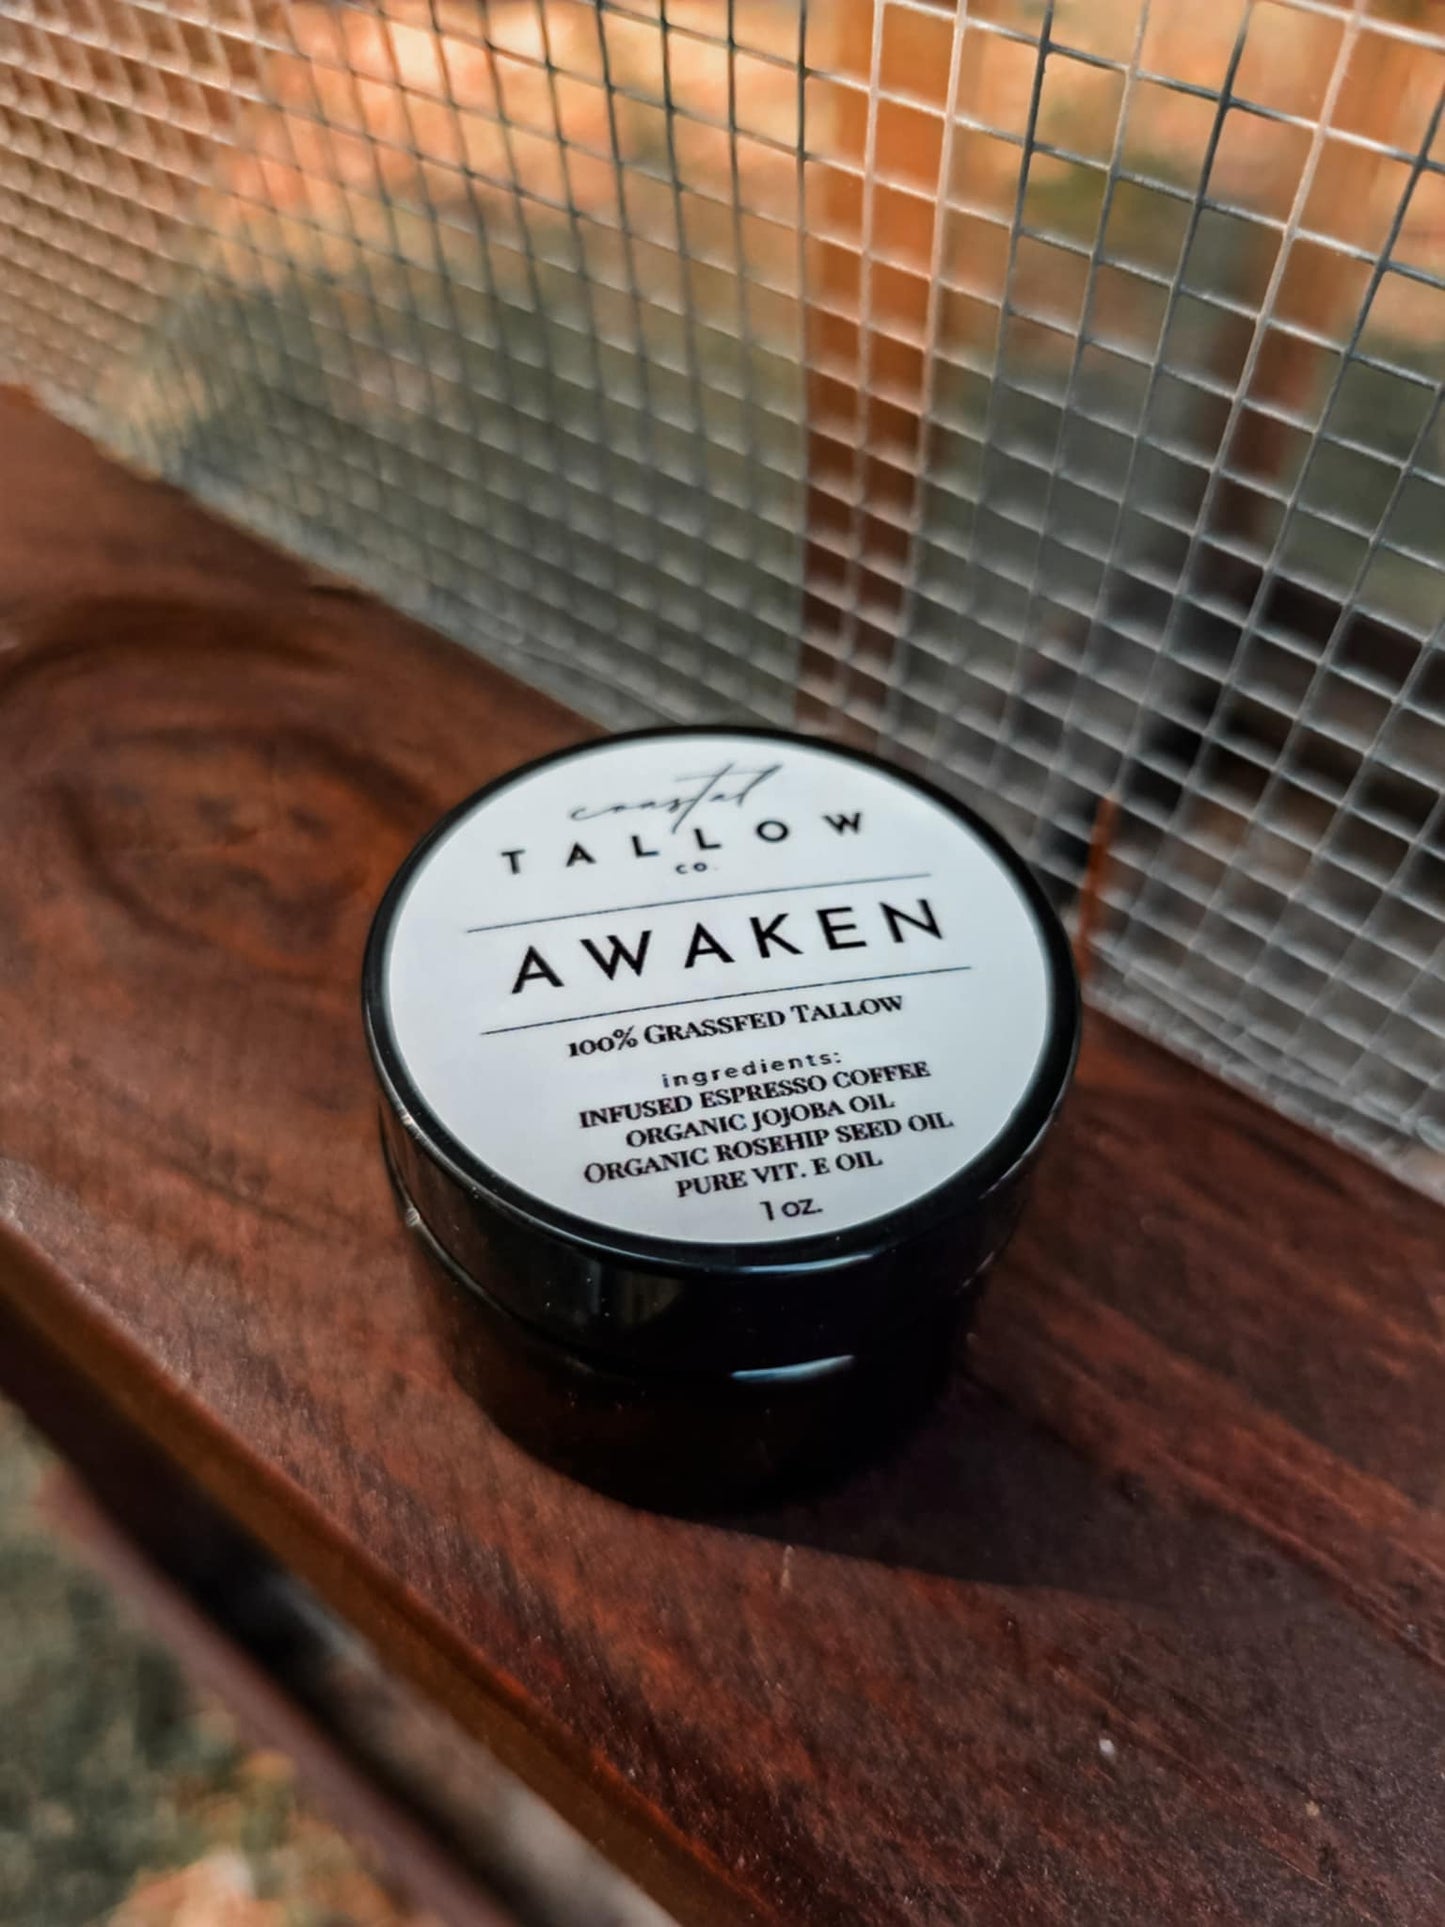 coastal
TALLOW
CO.
AWAKEN
100% GRASSFED TALLOW
ingredients:
INFUSED ESPRESSO COFFEE
ORGANIC JOJOBA OIL
ORGANIC ROSEHIP SEED OIL
PURE VIT. E OIL
1 OZ.